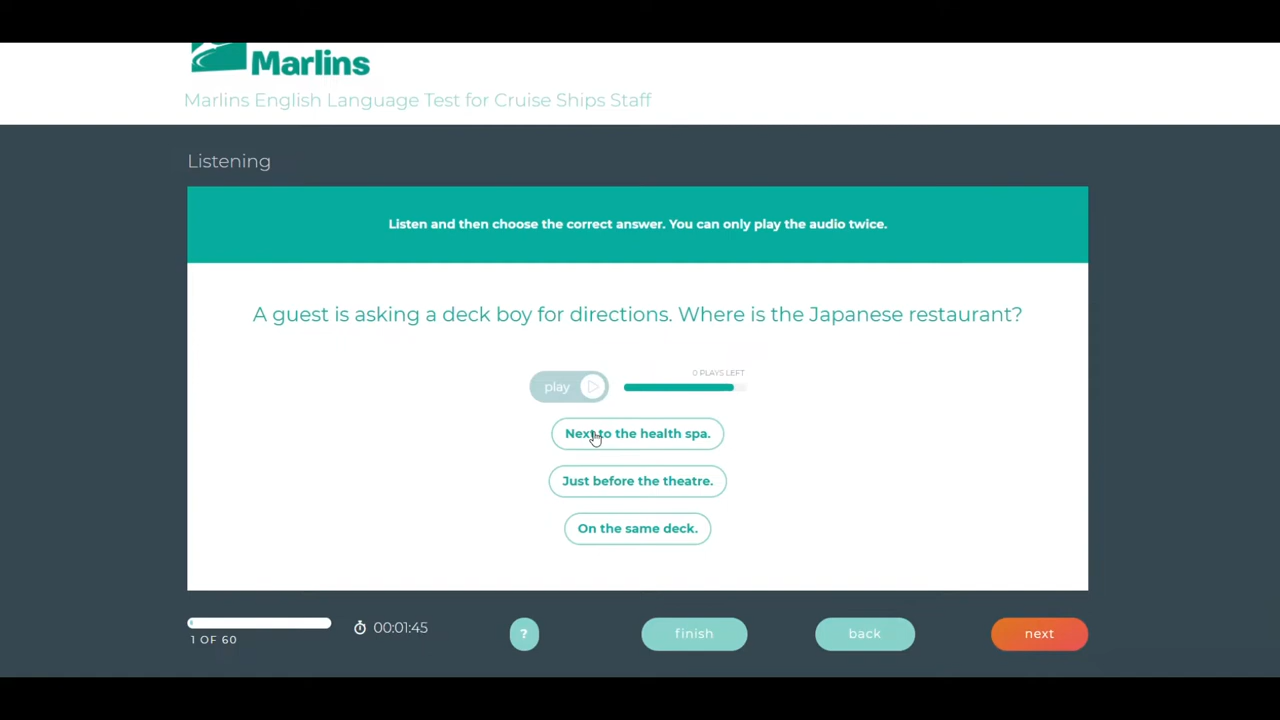 Marlins
Marlins English Language Test for Cruise Ships Staff
Listening
Listen and then choose the correct answer. You can only play the audio twice.
A guest is asking a deck boy for directions. Where is the Japanese restaurant?
0 PLAYS LEFT
play
Next to the health spa.
Just before the theatre.
On the same deck.
1 OF 60
00:01:45
?
finish
back
next